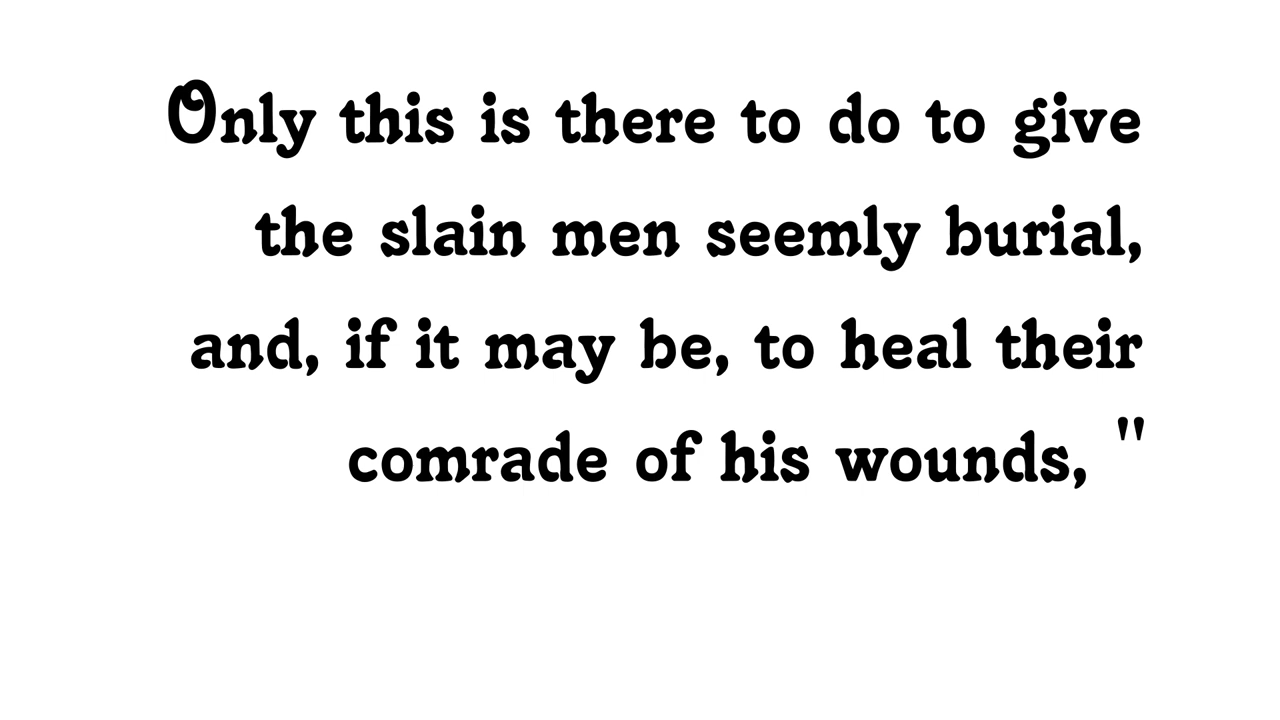 Only this is there to do to give
the slain men seemly burial,
and, if it may be, to heal their
comrade of his wounds, "